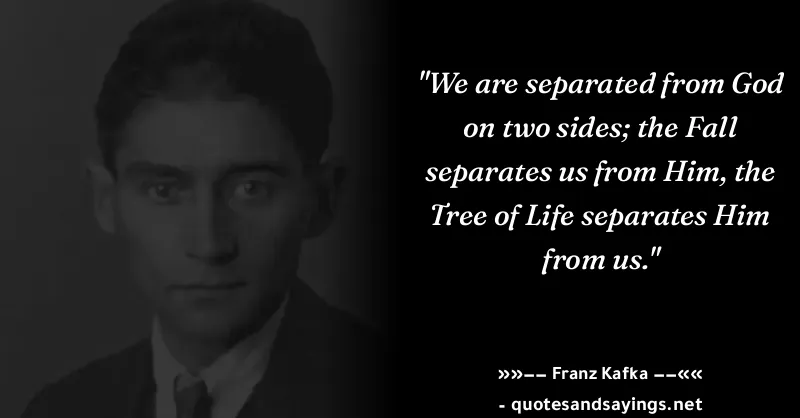 "We are separated from God
on two sides; the Fall
separates us from Him, the
Tree of Life separates Him
from us."
»»−− Franz Kafka −−««
- quotesandsayings.net